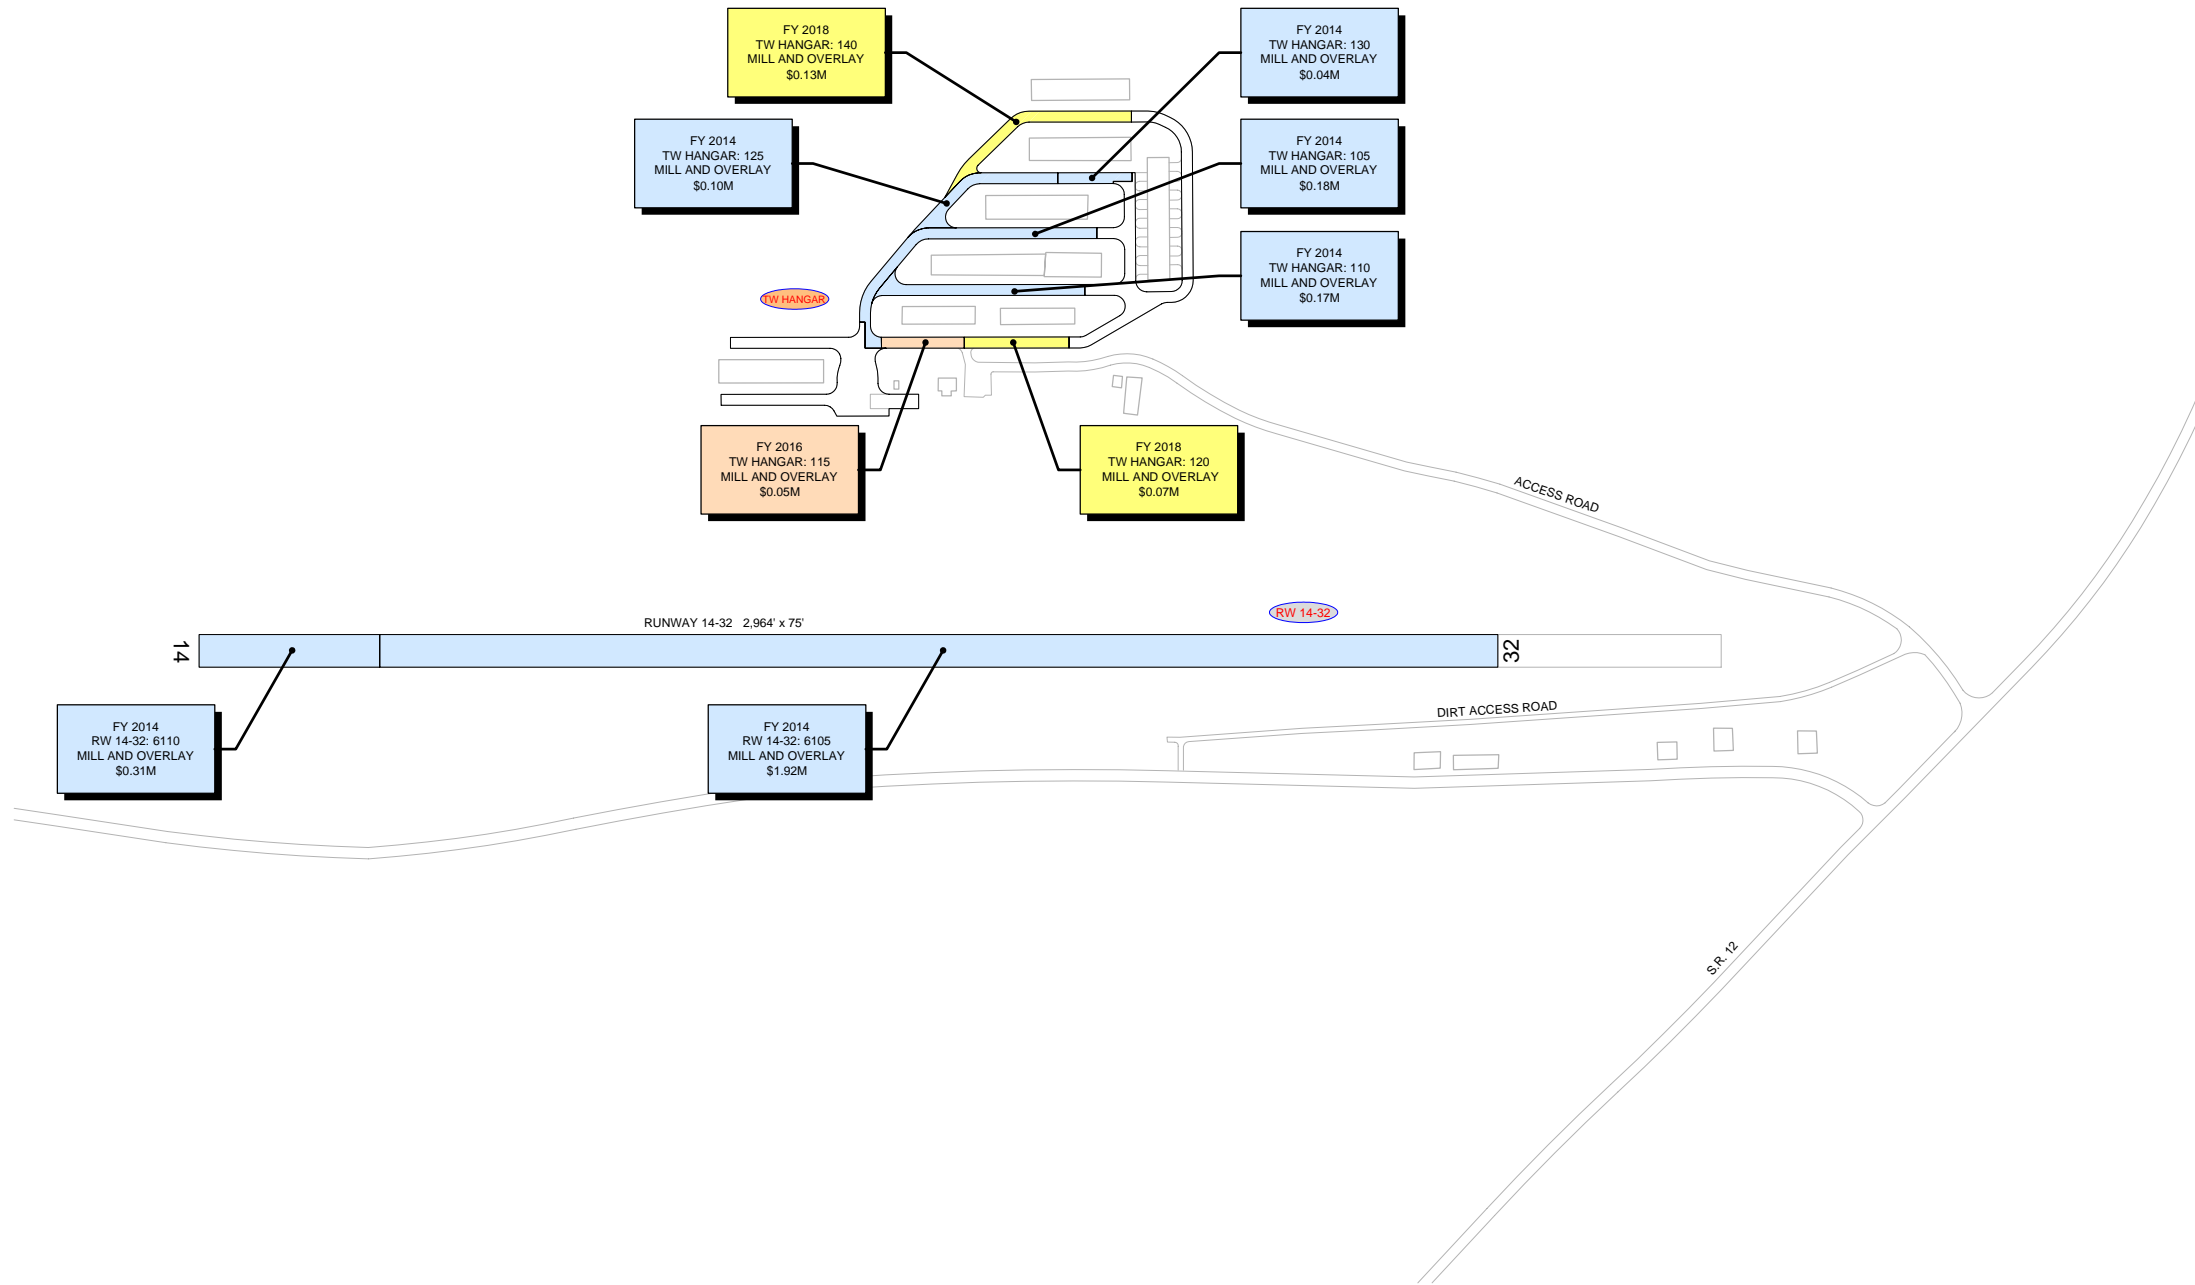 FY 2018
TW HANGAR: 140
MILL AND OVERLAY
$0.13M
FY 2014
TW HANGAR: 130
MILL AND OVERLAY
$0.04M
FY 2014
TW HANGAR: 125
MILL AND OVERLAY
$0.10M
FY 2014
TW HANGAR: 105
MILL AND OVERLAY
$0.18M
FY 2014
TW HANGAR: 110
MILL AND OVERLAY
$0.17M
TW HANGAR
FY 2016
TW HANGAR: 115
MILL AND OVERLAY
$0.05M
FY 2018
TW HANGAR: 120
MILL AND OVERLAY
$0.07M
ACCESS ROAD
RW 14-32
RUNWAY 14-32 2,964' x 75'
14
32
FY 2014
RW 14-32: 6110
MILL AND OVERLAY
$0.31M
FY 2014
RW 14-32: 6105
MILL AND OVERLAY
$1.92M
DIRT ACCESS ROAD
S.R. 12